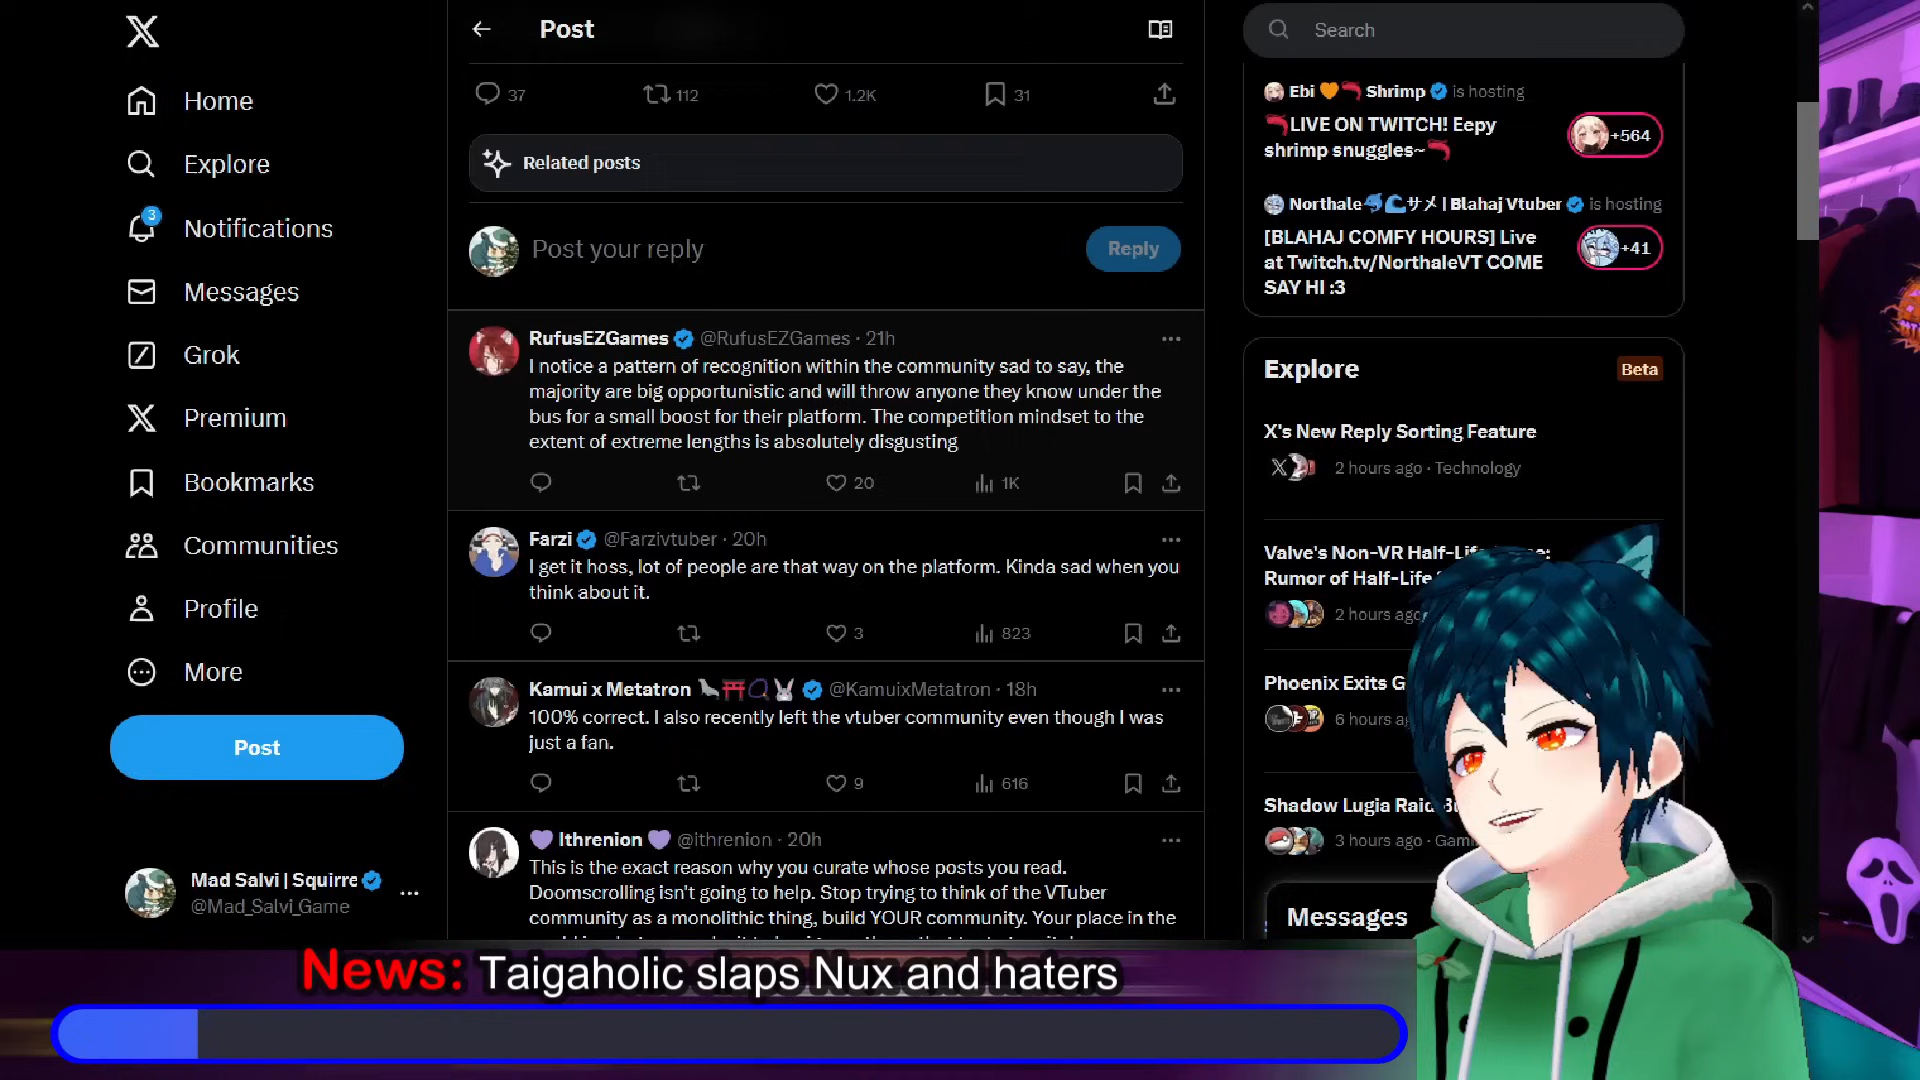 Home
Explore
3
Notifications
Messages
Grok
Premium
Bookmarks
Communities
Profile
More
Post
Mad Salvi | Squirre
@Mad_Salvi_Game
Post
37 112 1.2K 31
Related posts
Post your reply
Reply
RufusEZGames @RufusEZGames · 21h
I notice a pattern of recognition within the community sad to say, the
majority are big opportunistic and will throw anyone they know under the
bus for a small boost for their platform. The competition mindset to the
extent of extreme lengths is absolutely disgusting
20 1K
Farzi @Farzivtuber · 20h
I get it hoss, lot of people are that way on the platform. Kinda sad when you
think about it.
3 823
Kamui x Metatron @KamuixMetatron · 18h
100% correct. I also recently left the vtuber community even though I was
just a fan.
9 616
💜 Ithrenion 💜 @ithrenion · 20h
This is the exact reason why you curate whose posts you read.
Doomscrolling isn't going to help. Stop trying to think of the VTuber
community as a monolithic thing, build YOUR community. Your place in the
Search
Ebi 🧡🦐 Shrimp is hosting
🦐LIVE ON TWITCH! Eepy
shrimp snuggles~🦐
+564
Northale🦈🌊サメ | Blahaj Vtuber is hosting
[BLAHAJ COMFY HOURS] Live
at Twitch.tv/NorthaleVT COME
SAY HI :3
+41
Explore
Beta
X's New Reply Sorting Feature
2 hours ago · Technology
Valve's Non-VR Half-Life
Rumor of Half-Life
2 hours ago
Phoenix Exits G
6 hours ag
Shadow Lugia Raid
3 hours ago · Gam
Messages
News: Taigaholic slaps Nux and haters